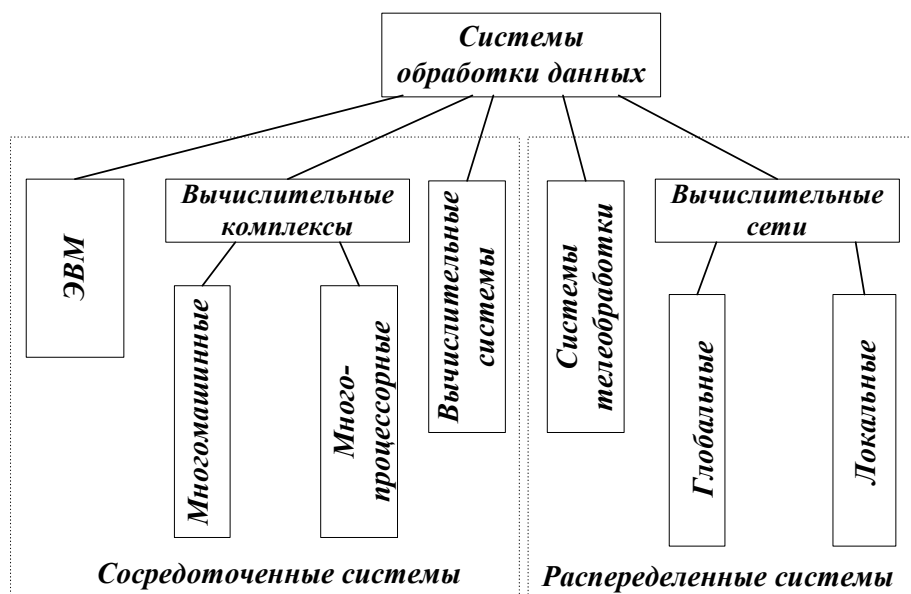 Системы
обработки данных
ЭВМ
Вычислительные
комплексы
Многомашинные
Много-
процессорные
Вычислительные
системы
Системы
телеобработки
Вычислительные
сети
Глобальные
Локальные
Сосредоточенные системы
Распеределенные системы